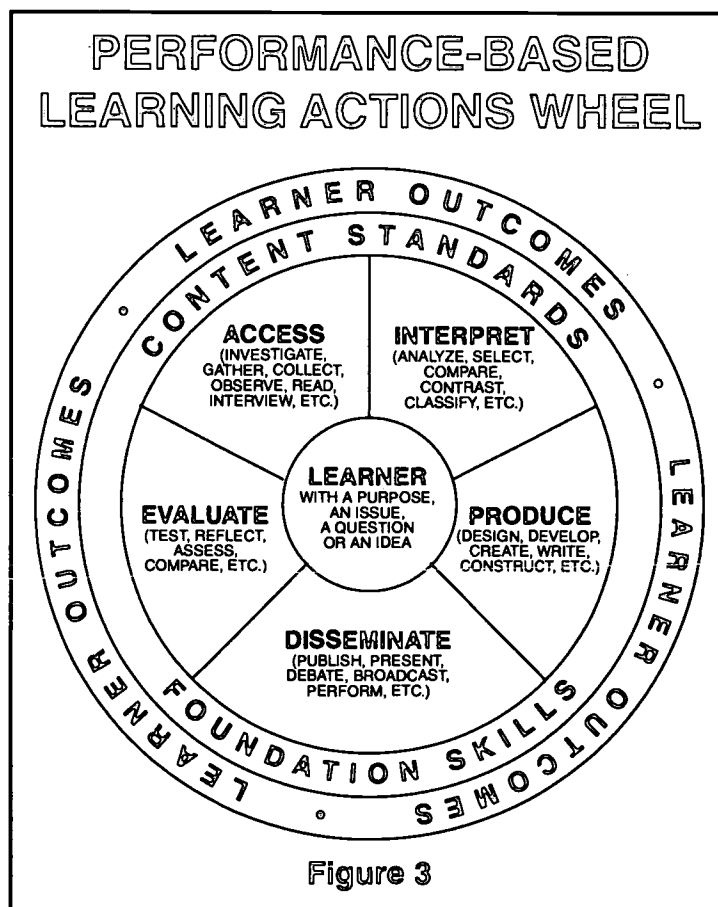 PERFORMANCE-BASED
LEARNING ACTIONS WHEEL
LEARNER OUTCOMES • LEARNER OUTCOMES • LEARNER OUTCOMES •
CONTENT STANDARDS
ACCESS
(INVESTIGATE,
GATHER, COLLECT,
OBSERVE, READ,
INTERVIEW, ETC.)
INTERPRET
(ANALYZE, SELECT,
COMPARE,
CONTRAST,
CLASSIFY, ETC.)
LEARNER
WITH A PURPOSE,
AN ISSUE,
A QUESTION
OR AN IDEA
EVALUATE
(TEST, REFLECT,
ASSESS,
COMPARE, ETC.)
PRODUCE
(DESIGN, DEVELOP,
CREATE, WRITE,
CONSTRUCT, ETC.)
DISSEMINATE
(PUBLISH, PRESENT,
DEBATE, BROADCAST,
PERFORM, ETC.)
FOUNDATION SKILLS
Figure 3